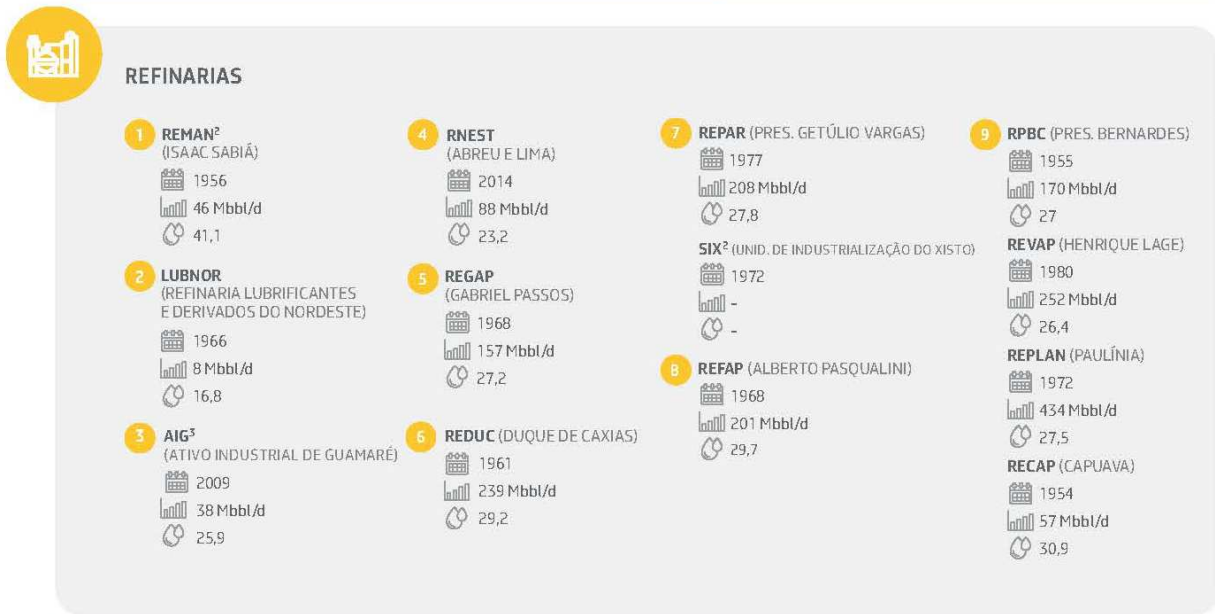 REFINARIAS
1 REMAN²
(ISAAC SABIÁ)
1956
46 Mbbl/d
41,1
2 LUBNOR
(REFINARIA LUBRIFICANTES
E DERIVADOS DO NORDESTE)
1966
8 Mbbl/d
16,8
3 AIG³
(ATIVO INDUSTRIAL DE GUAMARÉ)
2009
38 Mbbl/d
25,9
4 RNEST
(ABREU E LIMA)
2014
88 Mbbl/d
23,2
5 REGAP
(GABRIEL PASSOS)
1968
157 Mbbl/d
27,2
6 REDUC (DUQUE DE CAXIAS)
1961
239 Mbbl/d
29,2
7 REPAR (PRES. GETÚLIO VARGAS)
1977
208 Mbbl/d
27,8
SIX² (UNID. DE INDUSTRIALIZAÇÃO DO XISTO)
1972
-
-
8 REFAP (ALBERTO PASQUALINI)
1968
201 Mbbl/d
29,7
9 RPBC (PRES. BERNARDES)
1955
170 Mbbl/d
27
REVAP (HENRIQUE LAGE)
1980
252 Mbbl/d
26,4
REPLAN (PAULÍNIA)
1972
434 Mbbl/d
27,5
RECAP (CAPUAVA)
1954
57 Mbbl/d
30,9